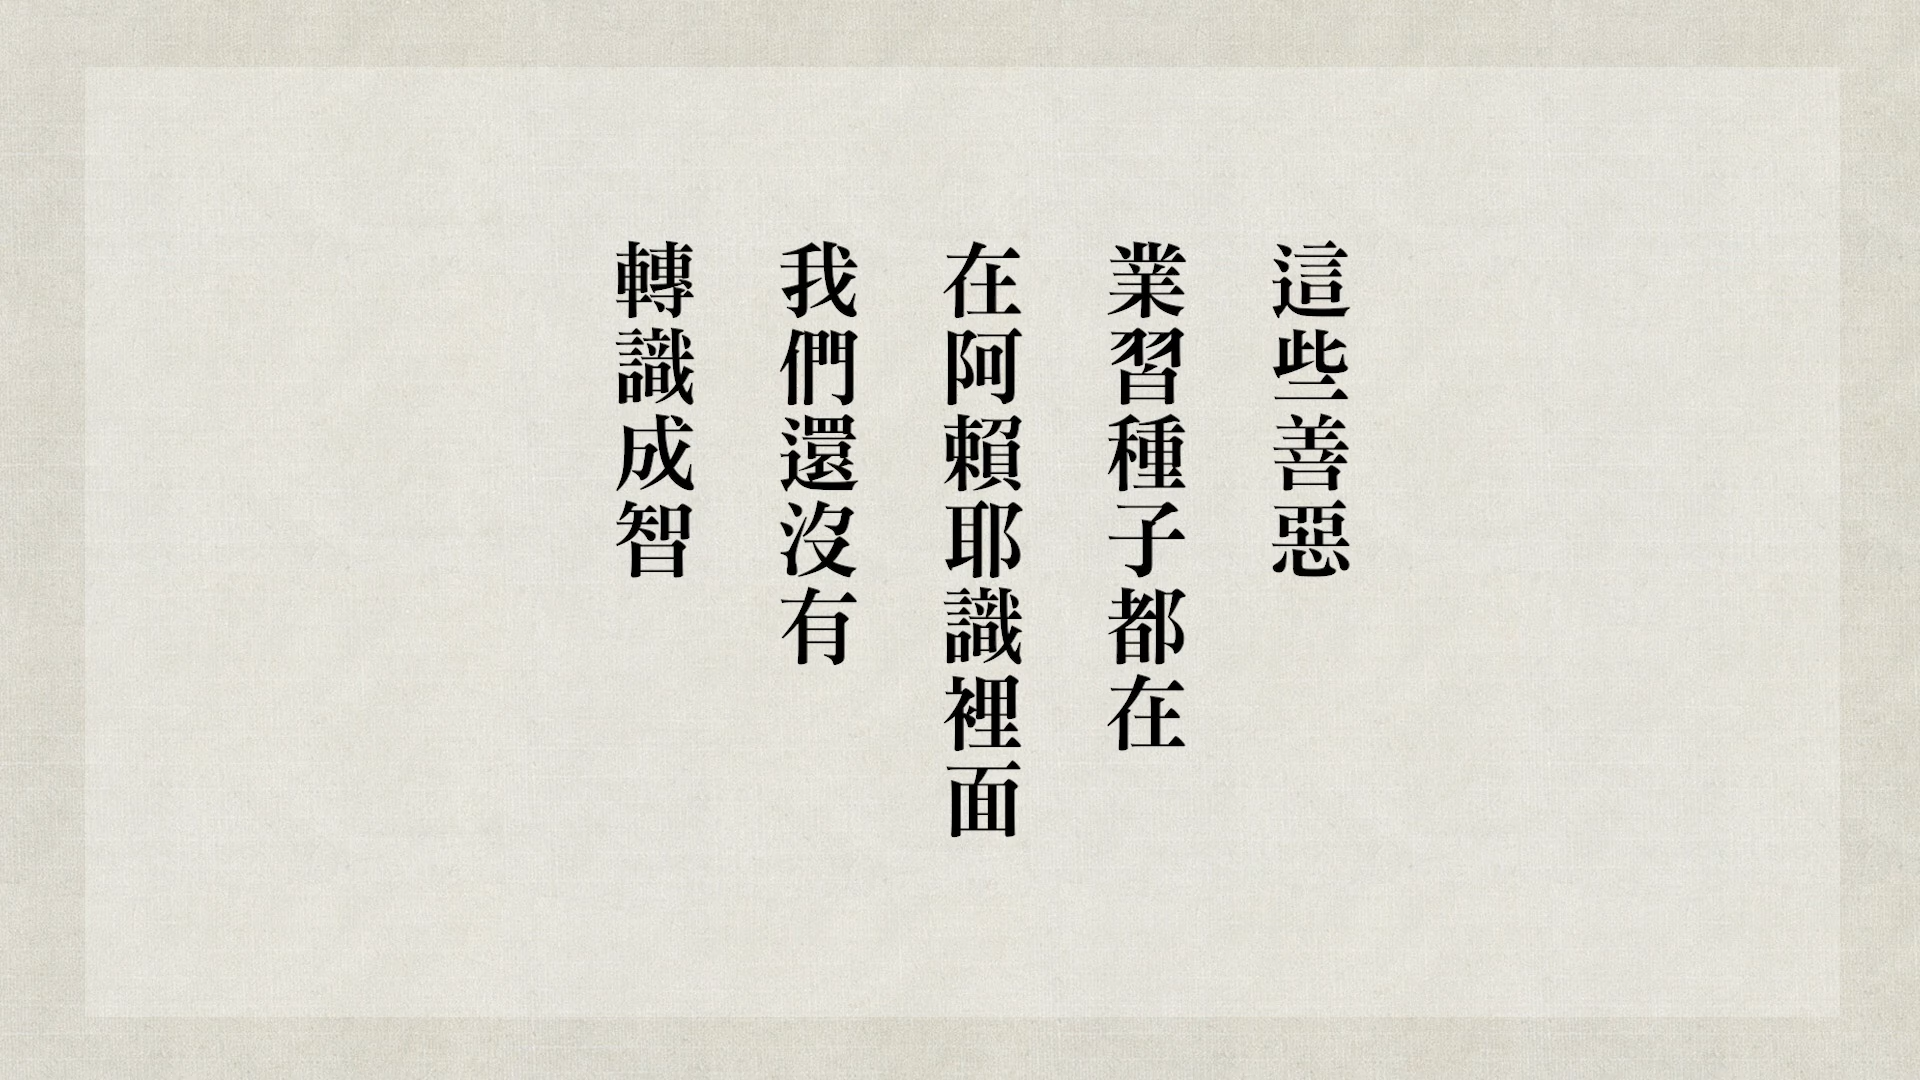 這些善惡
業習種子都在
在阿賴耶識裡面
我們還沒有
轉識成智